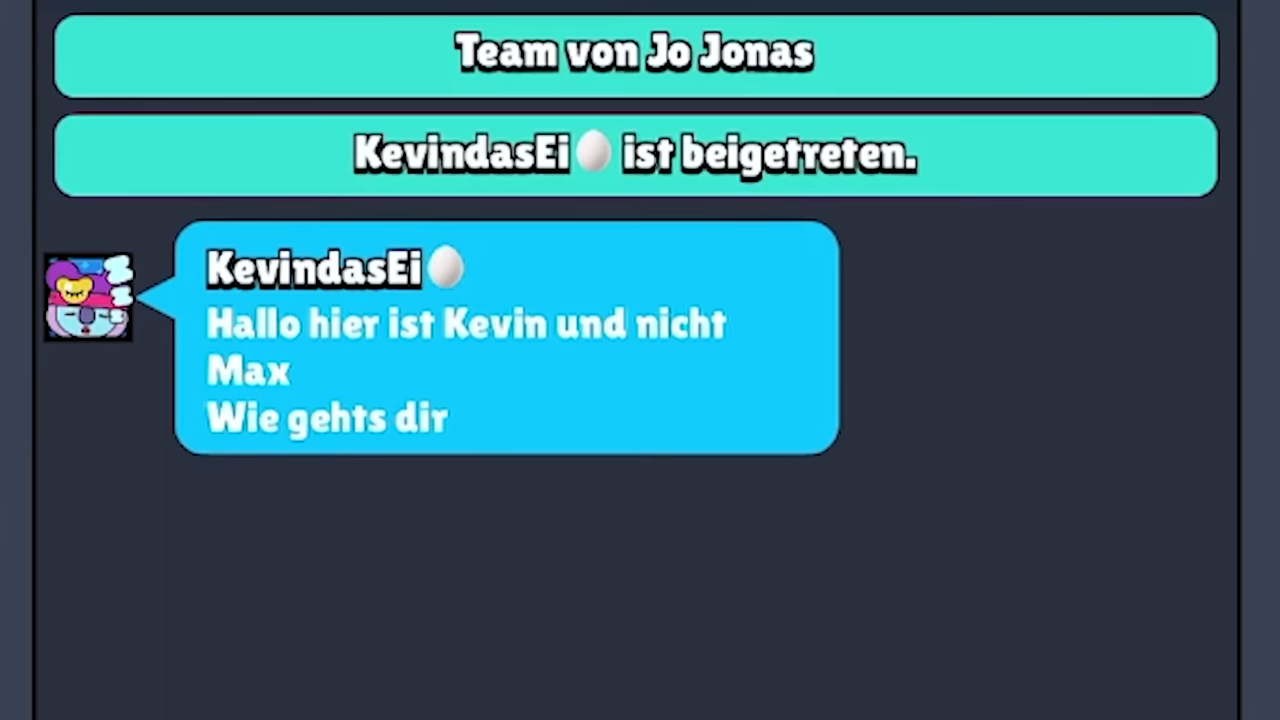 Team von Jo Jonas
KevindasEi🥚 ist beigetreten.
KevindasEi🥚
Hallo hier ist Kevin und nicht
Max
Wie gehts dir